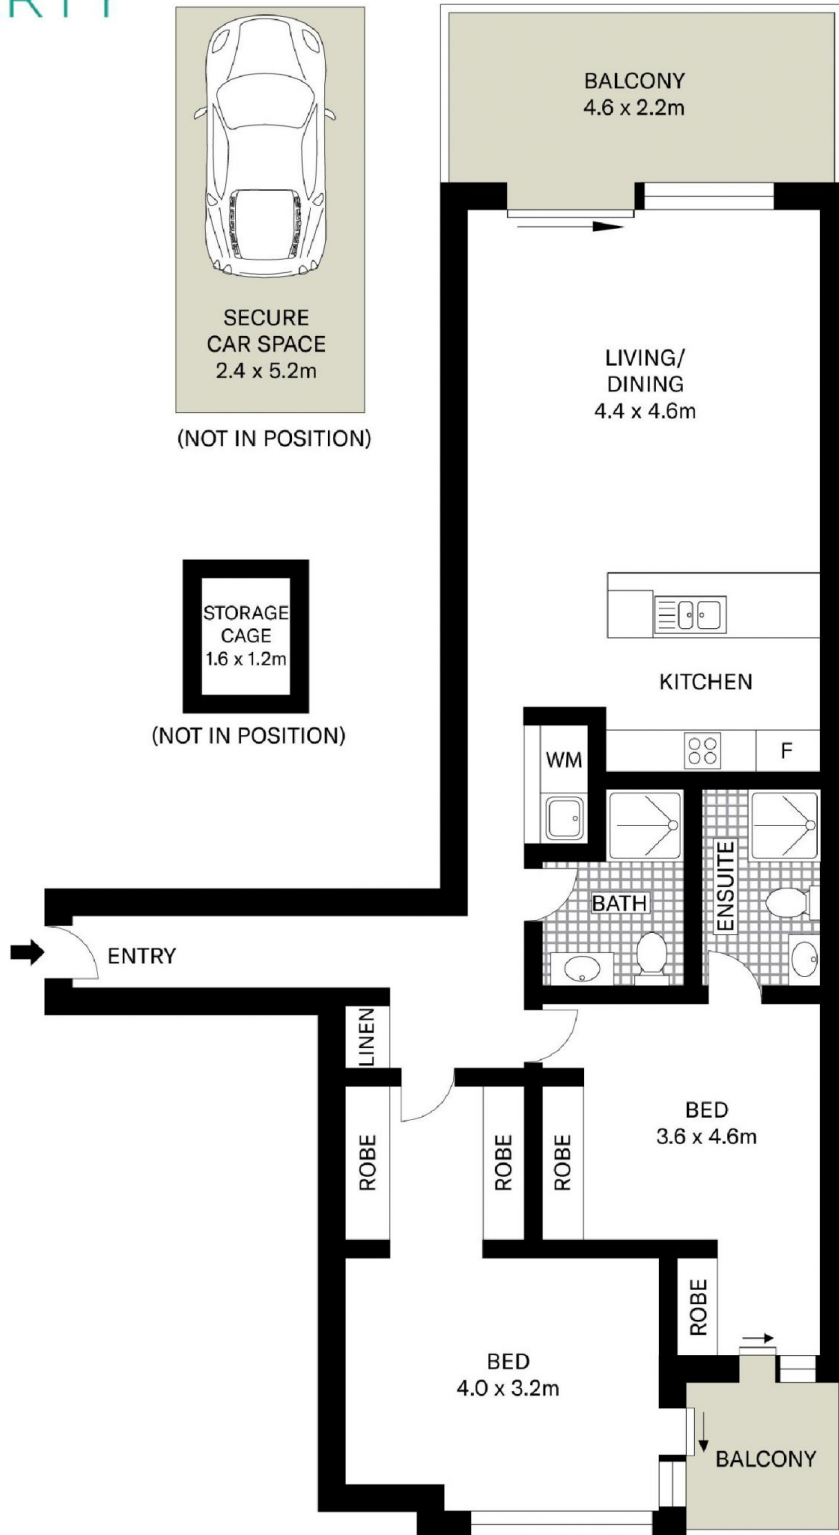 BALCONY
4.6 x 2.2m
SECURE
CAR SPACE
2.4 x 5.2m
(NOT IN POSITION)
LIVING/
DINING
4.4 x 4.6m
STORAGE
CAGE
1.6 x 1.2m
(NOT IN POSITION)
KITCHEN
WM
F
BATH
ENSUITE
ENTRY
LINEN
BED
3.6 x 4.6m
ROBE
ROBE
ROBE
ROBE
BED
4.0 x 3.2m
BALCONY